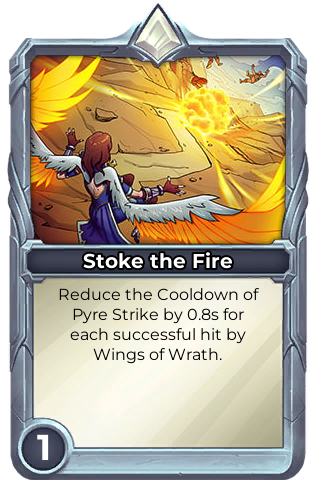 Stoke the Fire
Reduce the Cooldown of
Pyre Strike by 0.8s for
each successful hit by
Wings of Wrath.
1